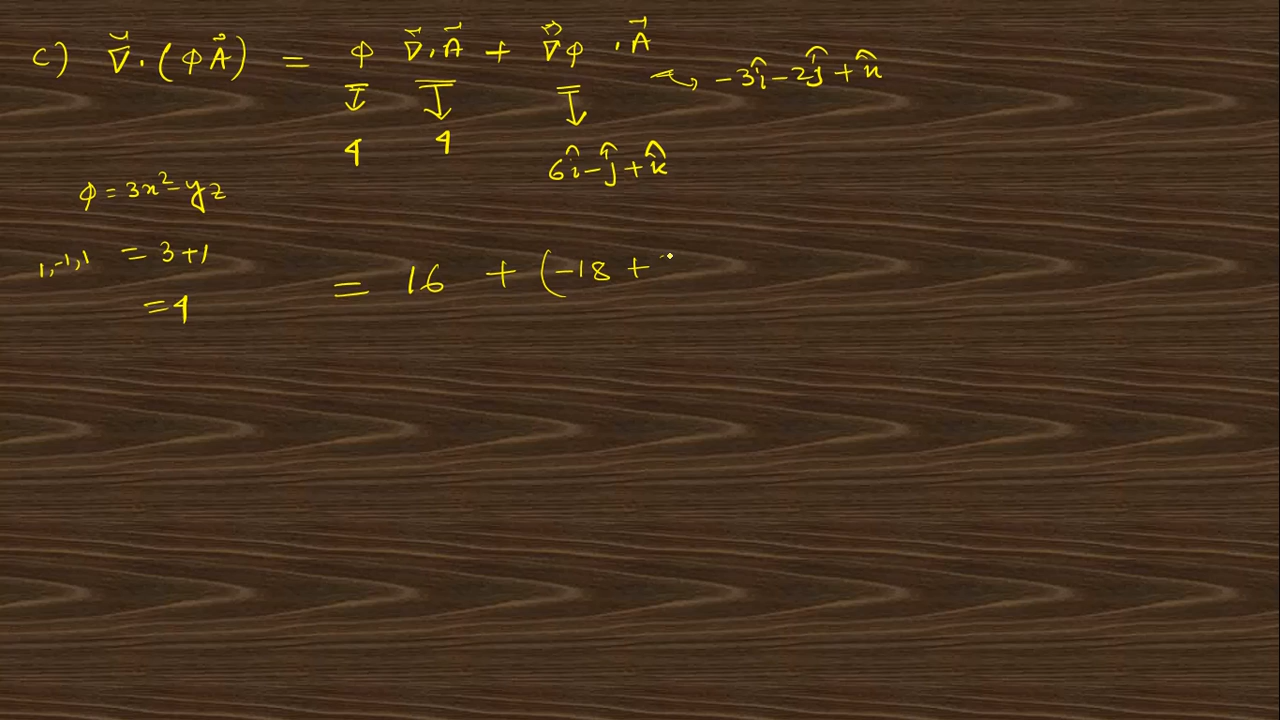 c) ∇⃗ · (φA⃗) = φ ∇⃗·A⃗ + ∇⃗φ · A⃗
-3î-2ĵ+k̂
4 4 6î-ĵ+k̂
φ = 3x²-yz
1,-1,1 = 3+1
= 4
= 16 + (-18 +